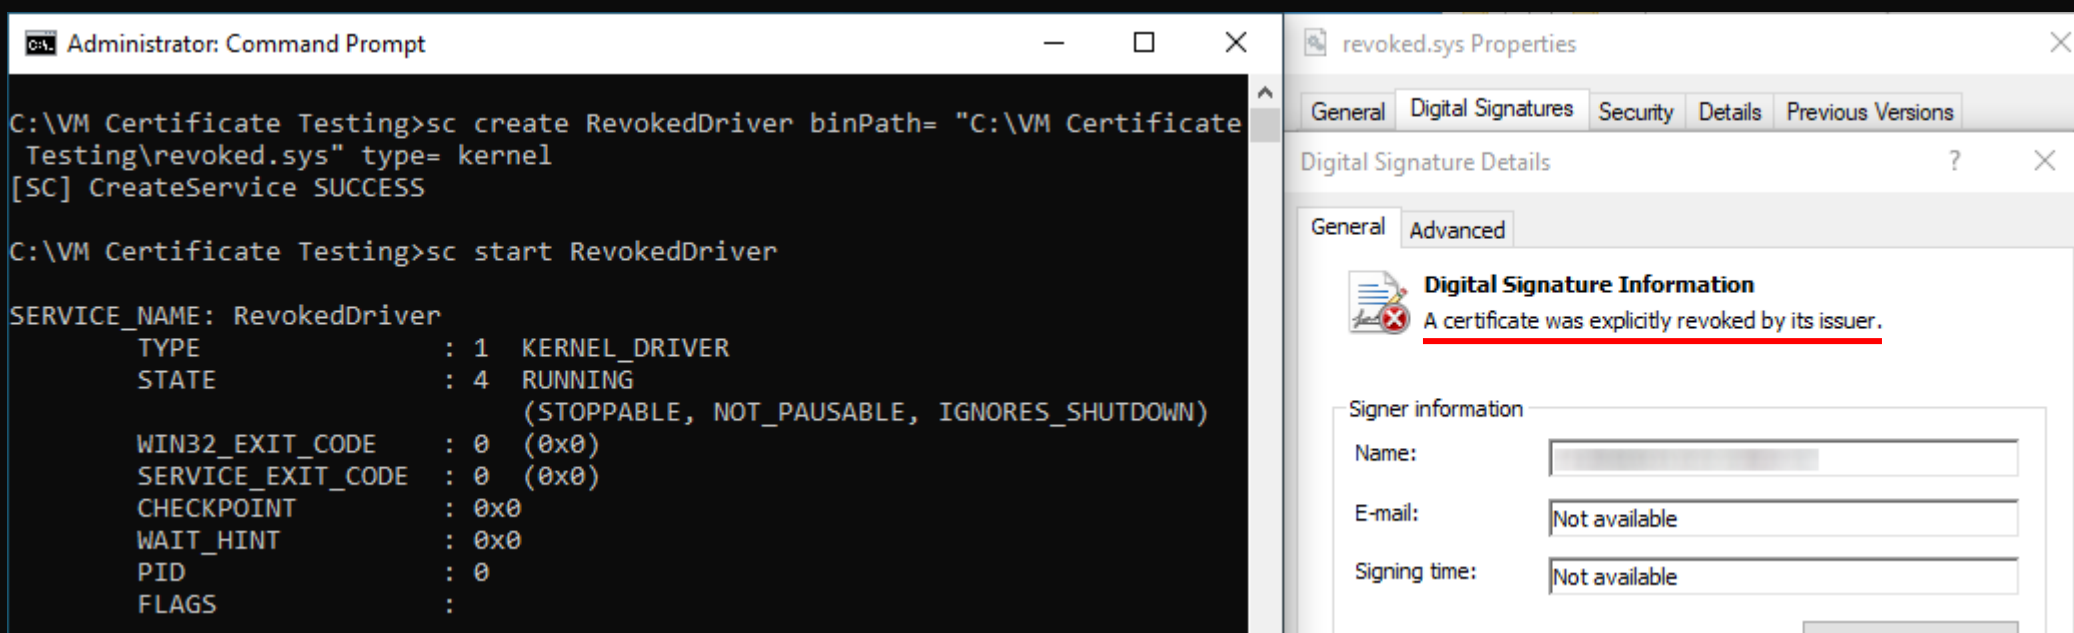 Administrator: Command Prompt
C:\VM Certificate Testing>sc create RevokedDriver binPath= "C:\VM Certificate
Testing\revoked.sys" type= kernel
[SC] CreateService SUCCESS
C:\VM Certificate Testing>sc start RevokedDriver
SERVICE_NAME: RevokedDriver
TYPE : 1 KERNEL_DRIVER
STATE : 4 RUNNING
(STOPPABLE, NOT_PAUSABLE, IGNORES_SHUTDOWN)
WIN32_EXIT_CODE : 0 (0x0)
SERVICE_EXIT_CODE : 0 (0x0)
CHECKPOINT : 0x0
WAIT_HINT : 0x0
PID : 0
FLAGS :
revoked.sys Properties
General Digital Signatures Security Details Previous Versions
Digital Signature Details ?
General Advanced
Digital Signature Information
A certificate was explicitly revoked by its issuer.
Signer information
Name:
E-mail: Not available
Signing time: Not available